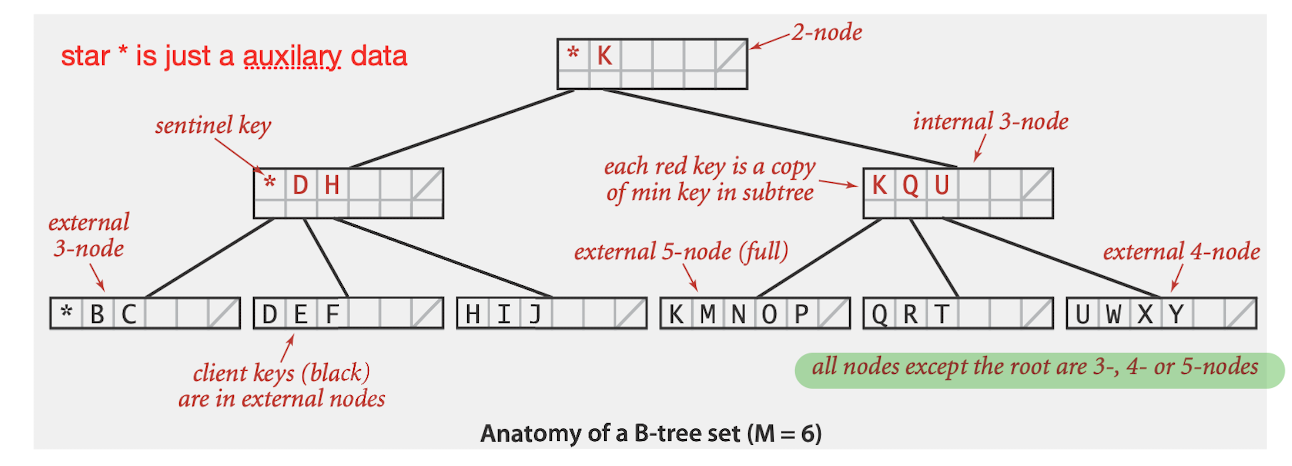 star * is just a auxilary data
2-node
* K
sentinel key
internal 3-node
each red key is a copy
of min key in subtree
* D H
K Q U
external
3-node
external 5-node (full)
external 4-node
* B C
D E F
H I J
K M N O P
Q R T
U W X Y
client keys (black)
are in external nodes
all nodes except the root are 3-, 4- or 5-nodes
Anatomy of a B-tree set (M = 6)